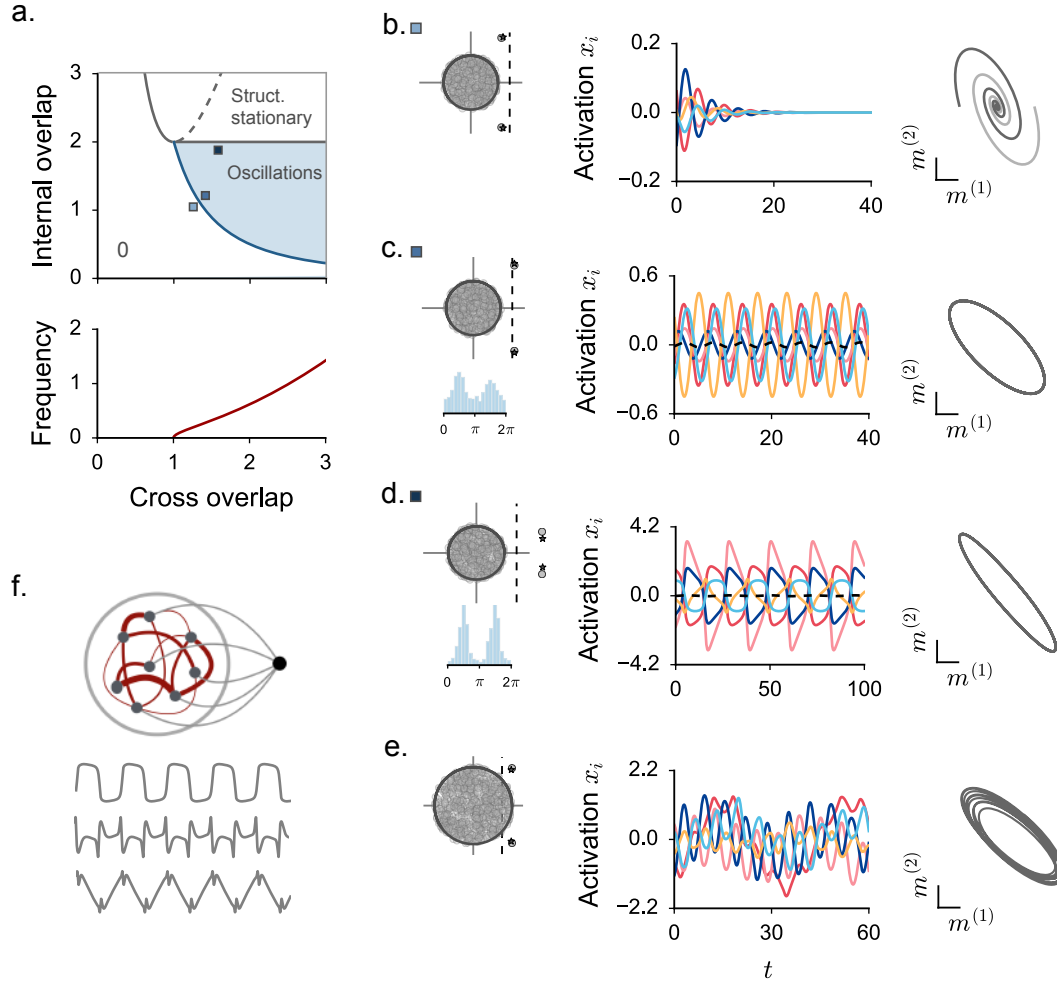 a.
3
2
1
0
Internal overlap
Struct.
stationary
Oscillations
0
2
1
0
Frequency
0
1
2
3
Cross overlap
b.
Activation $x_i$
0.2
0.0
−0.2
0
20
40
$m^{(2)}$
$m^{(1)}$
c.
0
π
2π
Activation $x_i$
0.6
0.0
−0.6
0
20
40
$m^{(2)}$
$m^{(1)}$
d.
0
π
2π
Activation $x_i$
4.2
0.0
−4.2
0
50
100
$m^{(2)}$
$m^{(1)}$
e.
Activation $x_i$
2.2
0.0
−2.2
0
30
60
$t$
$m^{(2)}$
$m^{(1)}$
f.